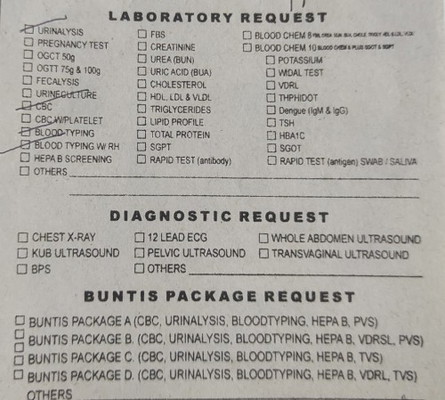 LABORATORY REQUEST
URINALYSIS
PREGNANCY TEST
OGCT 50g
OGTT 75g & 100g
FECALYSIS
URINECULTURE
CBC
CBC W/PLATELET
BLOOD-TYPING
BLOOD TYPING W/ RH
HEPA B SCREENING
OTHERS
FBS
CREATININE
UREA (BUN)
URIC ACID (BUA)
CHOLESTEROL
HDL, LDL & VLDL
TRIGLYCERIDES
LIPID PROFILE
TOTAL PROTEIN
SGPT
RAPID TEST (antibody)
BLOOD CHEM 8
BLOOD CHEM 10 BLOOD CHEM 8 PLUS SGOT & SGPT
POTASSIUM
WIDAL TEST
VDRL
THPHIDOT
Dengue (IgM & IgG)
TSH
HBA1C
SGOT
RAPID TEST (antigen) SWAB / SALIVA
DIAGNOSTIC REQUEST
CHEST X-RAY
KUB ULTRASOUND
BPS
12 LEAD ECG
PELVIC ULTRASOUND
OTHERS
WHOLE ABDOMEN ULTRASOUND
TRANSVAGINAL ULTRASOUND
BUNTIS PACKAGE REQUEST
BUNTIS PACKAGE A (CBC, URINALYSIS, BLOODTYPING, HEPA B, PVS)
BUNTIS PACKAGE B. (CBC, URINALYSIS, BLOODTYPING, HEPA B, VDRSL, PVS)
BUNTIS PACKAGE C. (CBC, URINALYSIS, BLOODTYPING, HEPA B, TVS)
BUNTIS PACKAGE D. (CBC, URINALYSIS, BLOODTYPING, HEPA B, VDRL, TVS)
OTHERS